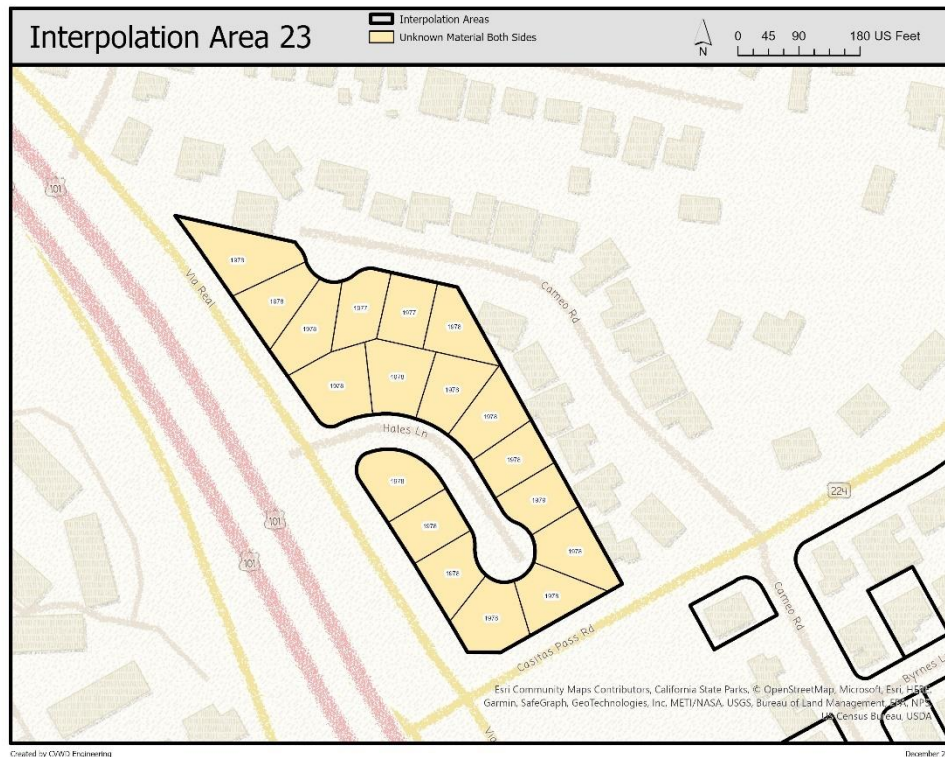 Interpolation Area 23
Interpolation Areas
Unknown Material Both Sides
N
0 45 90 180 US Feet
101
Via Real
Cameo Rd
1978
1978
1978
1977
1977
1978
1978
1978
1978
1978
Hales Ln
1978
1978
1978
1978
1978
1978
1978
1978
224
101
101
Casitas Pass Rd
Cameo Rd
Byrnes L
Esri Community Maps Contributors, California State Parks, © OpenStreetMap, Microsoft, Esri, HERE,
Garmin, SafeGraph, GeoTechnologies, Inc, METI/NASA, USGS, Bureau of Land Management, EPA, NPS,
US Census Bureau, USDA
Created by CVWD Engineering
December 2